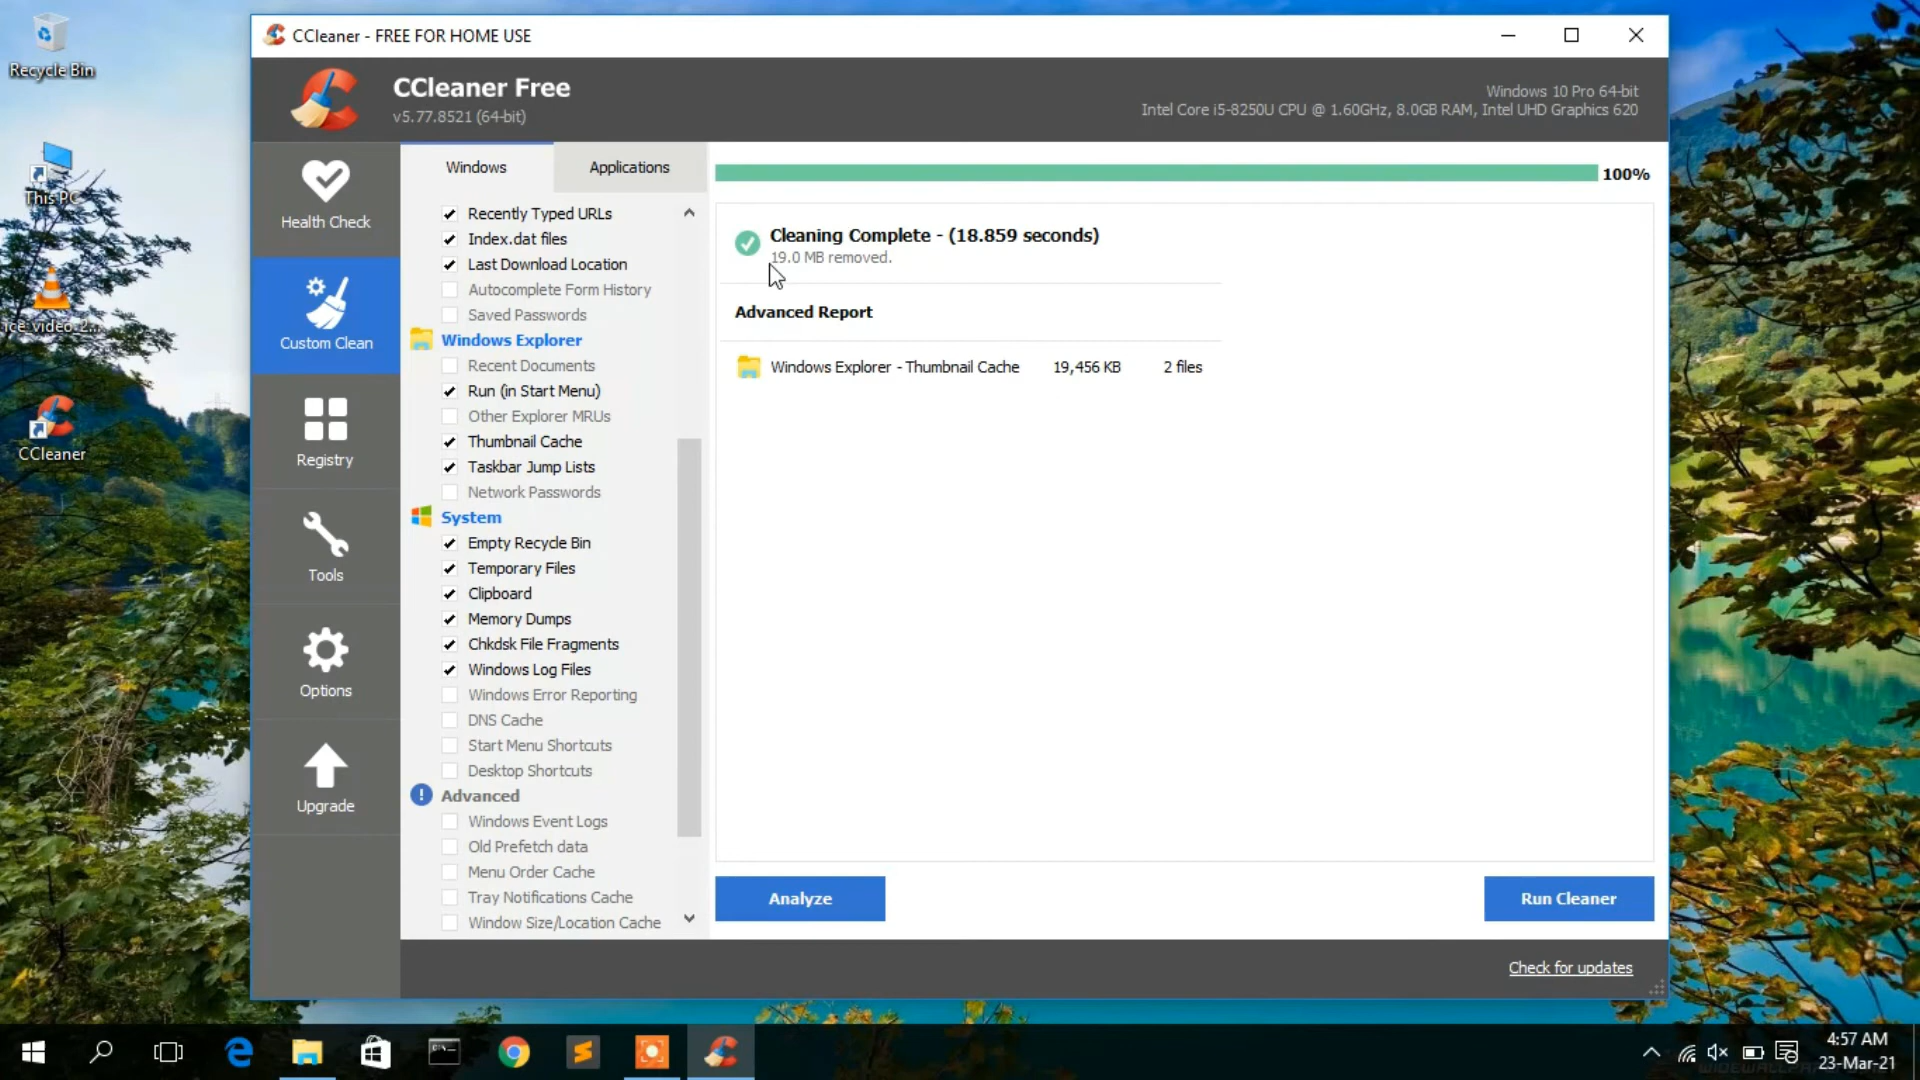 Recycle Bin
This PC
ice_video_2...
CCleaner
CCleaner - FREE FOR HOME USE
CCleaner Free
v5.77.8521 (64-bit)
Windows 10 Pro 64-bit
Intel Core i5-8250U CPU @ 1.60GHz, 8.0GB RAM, Intel UHD Graphics 620
Health Check
Custom Clean
Registry
Tools
Options
Upgrade
Windows
Applications
Recently Typed URLs
Index.dat files
Last Download Location
Autocomplete Form History
Saved Passwords
Windows Explorer
Recent Documents
Run (in Start Menu)
Other Explorer MRUs
Thumbnail Cache
Taskbar Jump Lists
Network Passwords
System
Empty Recycle Bin
Temporary Files
Clipboard
Memory Dumps
Chkdsk File Fragments
Windows Log Files
Windows Error Reporting
DNS Cache
Start Menu Shortcuts
Desktop Shortcuts
Advanced
Windows Event Logs
Old Prefetch data
Menu Order Cache
Tray Notifications Cache
Window Size/Location Cache
100%
Cleaning Complete - (18.859 seconds)
19.0 MB removed.
Advanced Report
Windows Explorer - Thumbnail Cache 19,456 KB 2 files
Analyze
Run Cleaner
Check for updates
4:57 AM
23-Mar-21